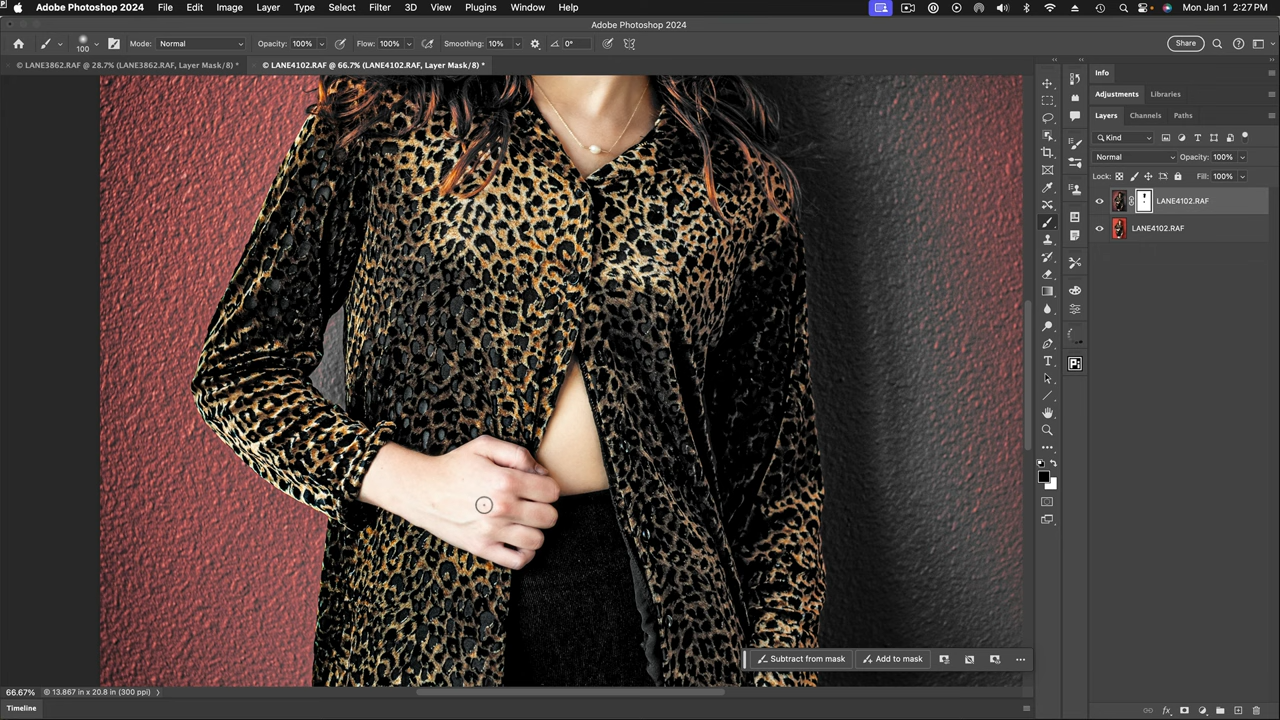 Adobe Photoshop 2024 File Edit Image Layer Type Select Filter 3D View Plugins Window Help Mon Jan 1 2:27 PM
Adobe Photoshop 2024
100 Mode: Normal Opacity: 100% Flow: 100% Smoothing: 10% 0° Share
© LANE3862.RAF @ 28.7% (LANE3862.RAF, Layer Mask/8) * © LANE4102.RAF @ 66.7% (LANE4102.RAF, Layer Mask/8) *
Info
Adjustments Libraries
Layers Channels Paths
Kind
Normal Opacity: 100%
Lock: Fill: 100%
LANE4102.RAF
LANE4102.RAF
Subtract from mask Add to mask
66.67% 13.867 in x 20.8 in (300 ppi)
Timeline